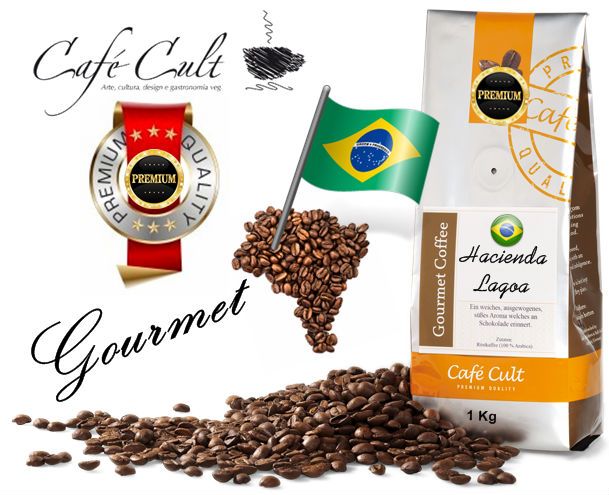 Café Cult
Arte, cultura, design e gastronomia veg
PREMIUM QUALITY
PREMIUM
Gourmet
PREMIUM
Café
Gourmet Coffee
Hacienda
Lagoa
Ein weiches, ausgewogenes,
süßes Aroma welches an
Schokolade erinnert.
Zutaten:
Röstkaffee (100 % Arabica)
Café Cult
PREMIUM QUALITY
1 Kg